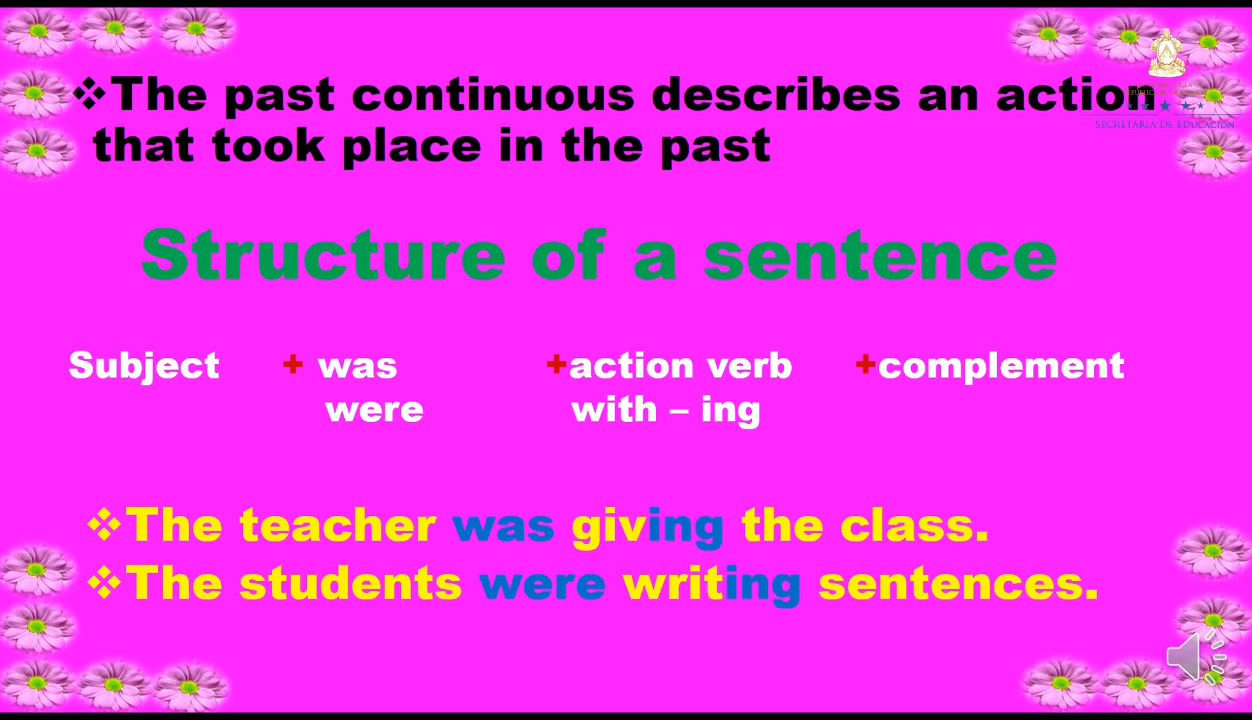 ❖The past continuous describes an action
that took place in the past
SECRETARÍA DE EDUCACIÓN
Structure of a sentence
Subject + was +action verb +complement
were with – ing
❖The teacher was giving the class.
❖The students were writing sentences.